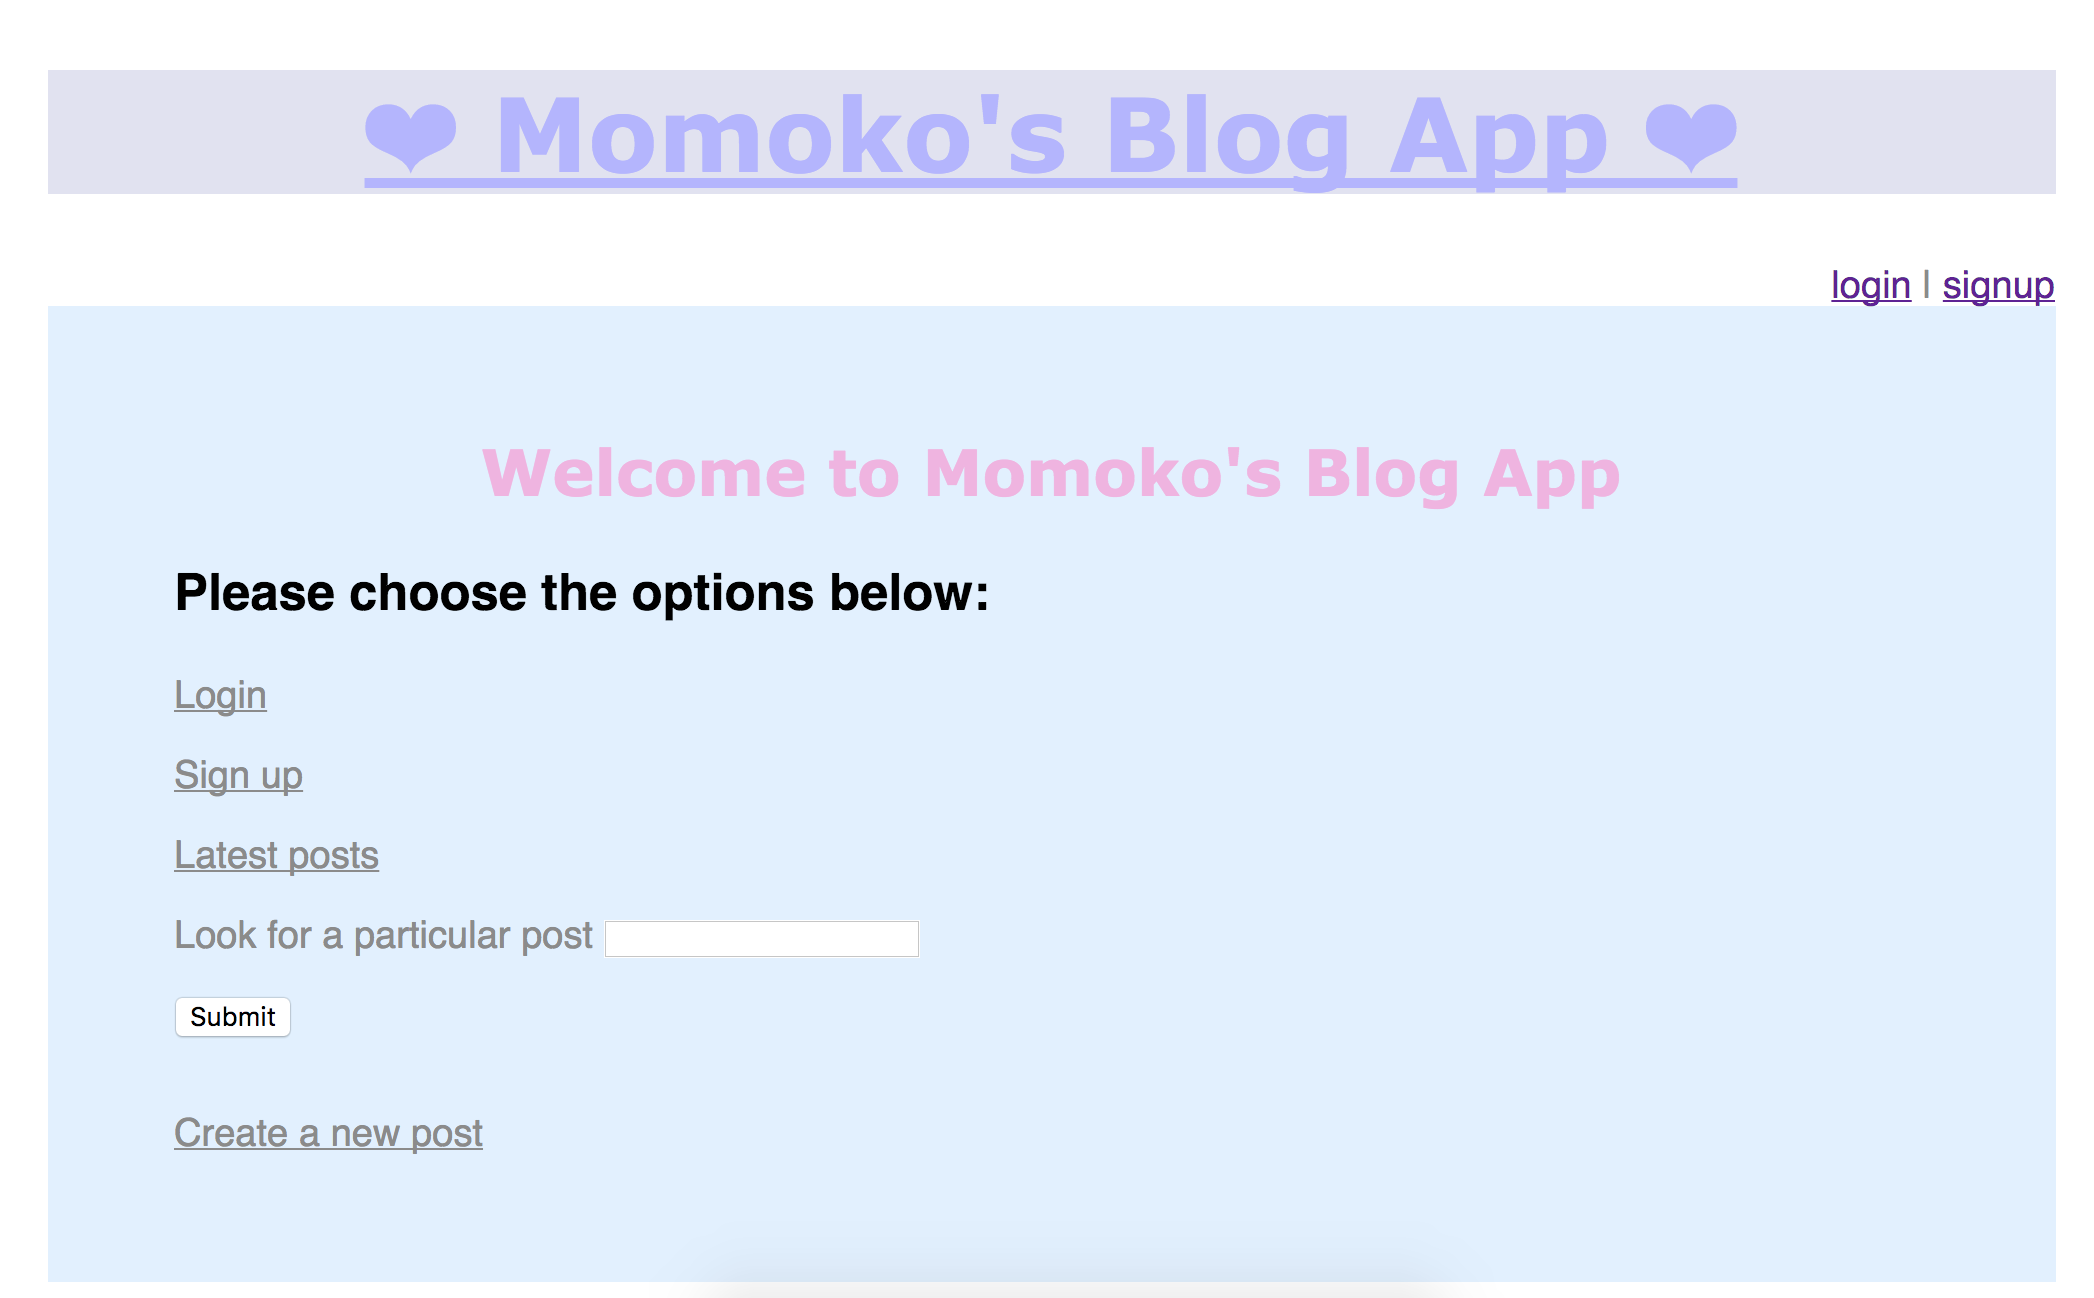 ❤ Momoko's Blog App ❤
login | signup
Welcome to Momoko's Blog App
Please choose the options below:
Login
Sign up
Latest posts
Look for a particular post
Submit
Create a new post